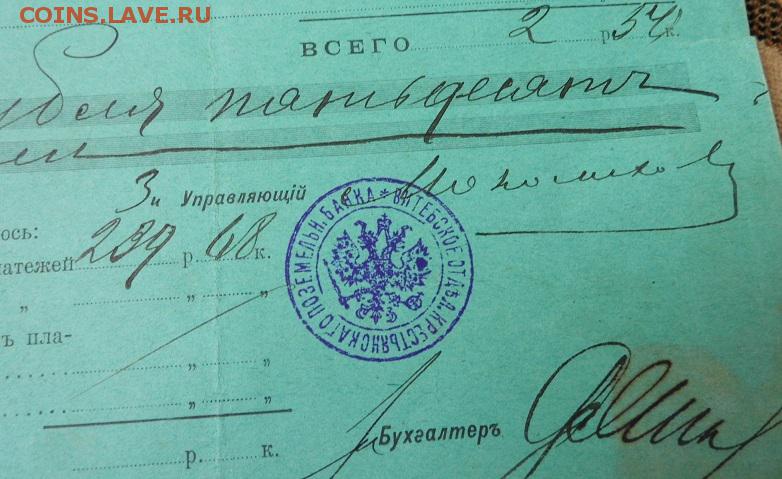 COINS.LAVE.RU
ВСЕГО 2 р. 54 к.
рубля пятьдесят
Зи Управляющій
ось:
атежей 239 р. 68 к.
„ „ „
ъ пла-
„ „
„ „
р. к.
Бухгалтеръ
* ВИТЕБСКОЕ ОТДѢЛ. КРЕСТЬЯНСКАГО ПОЗЕМЕЛЬН. БАНКА